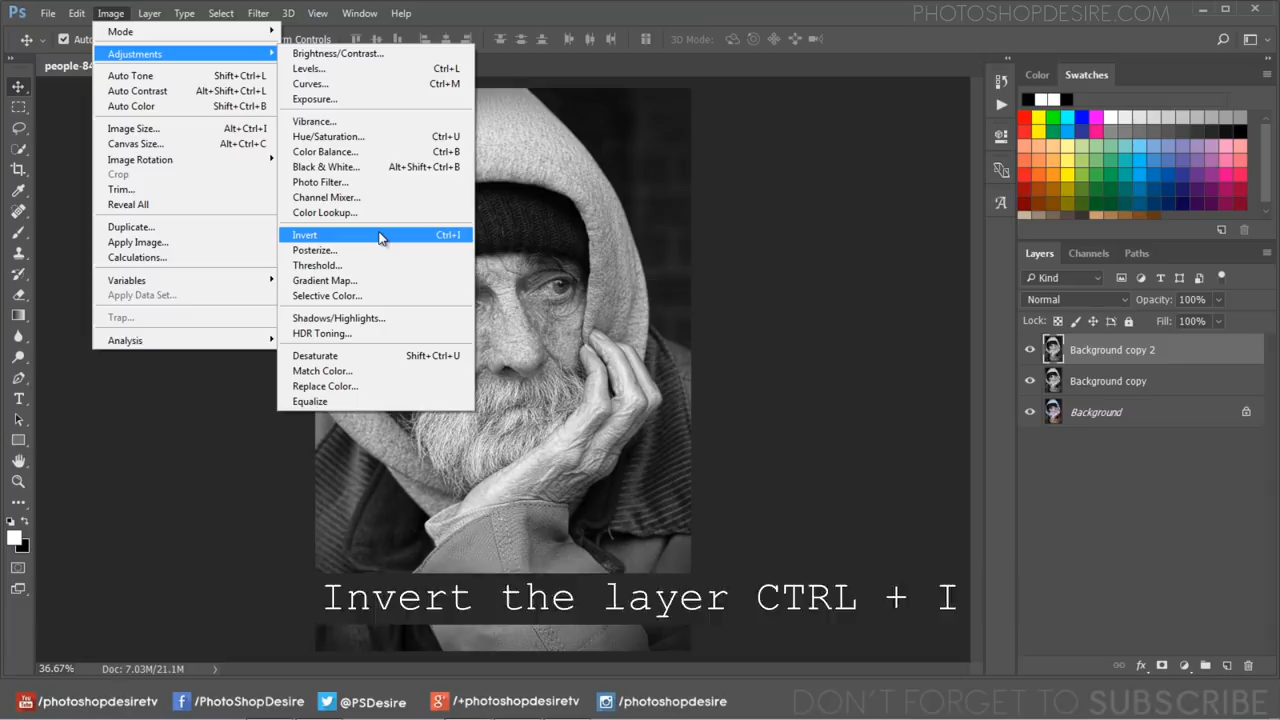 PHOTOSHOPDESIRE.COM
Ps File Edit Image Layer Type Select Filter 3D View Window Help
Mode
Adjustments
Auto Tone Shift+Ctrl+L
Auto Contrast Alt+Shift+Ctrl+L
Auto Color Shift+Ctrl+B
Image Size... Alt+Ctrl+I
Canvas Size... Alt+Ctrl+C
Image Rotation
Crop
Trim...
Reveal All
Duplicate...
Apply Image...
Calculations...
Variables
Apply Data Set...
Trap...
Analysis
Brightness/Contrast...
Levels... Ctrl+L
Curves... Ctrl+M
Exposure...
Vibrance...
Hue/Saturation... Ctrl+U
Color Balance... Ctrl+B
Black & White... Alt+Shift+Ctrl+B
Photo Filter...
Channel Mixer...
Color Lookup...
Invert Ctrl+I
Posterize...
Threshold...
Gradient Map...
Selective Color...
Shadows/Highlights...
HDR Toning...
Desaturate Shift+Ctrl+U
Match Color...
Replace Color...
Equalize
3D Mode:
Color Swatches
Layers Channels Paths
Kind
Normal Opacity: 100%
Lock: Fill: 100%
Background copy 2
Background copy
Background
fx
Invert the layer CTRL + I
36.67% Doc: 7.03M/21.1M
/photoshopdesiretv /PhotoShopDesire @PSDesire /+photoshopdesiretv /photoshopdesire
DON'T FORGET TO SUBSCRIBE